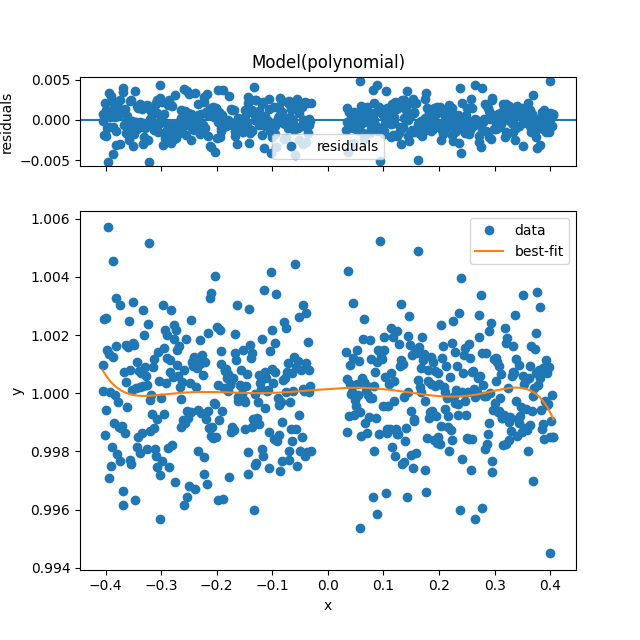 Model(polynomial)
0.005
0.000
−0.005
residuals
residuals
1.006
1.004
1.002
1.000
0.998
0.996
0.994
y
data
best-fit
−0.4 −0.3 −0.2 −0.1 0.0 0.1 0.2 0.3 0.4
x